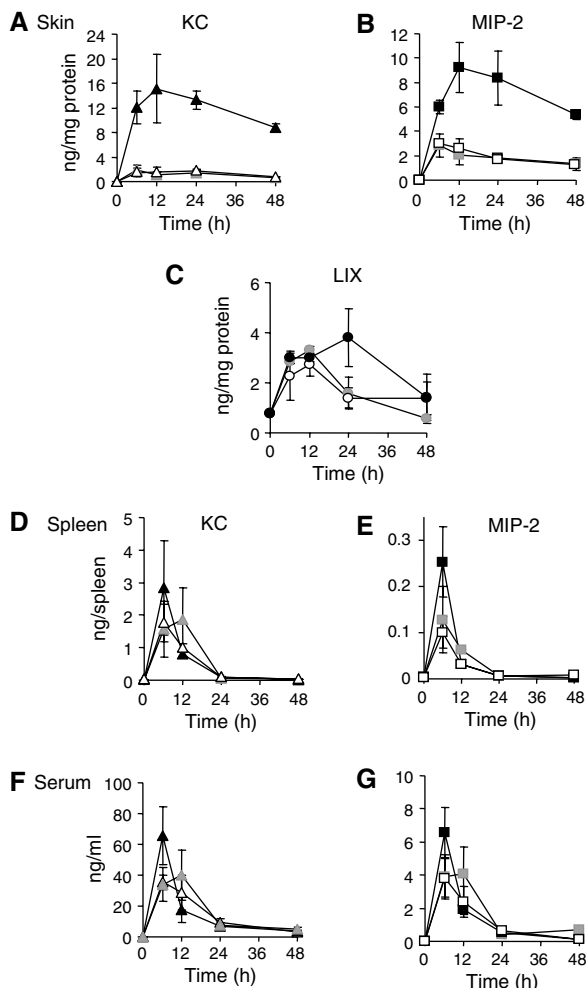 A Skin KC
24
20
16
12
8
4
0
ng/mg protein
0 12 24 36 48
Time (h)
B MIP-2
12
10
8
6
4
2
0
0 12 24 36 48
Time (h)
C LIX
6
4
2
0
ng/mg protein
0 12 24 36 48
Time (h)
D Spleen KC
5
4
3
2
1
0
ng/spleen
0 12 24 36 48
Time (h)
E MIP-2
0.3
0.2
0.1
0
0 12 24 36 48
Time (h)
F Serum
100
80
60
40
20
0
ng/ml
0 12 24 36 48
Time (h)
G
10
8
6
4
2
0
0 12 24 36 48
Time (h)